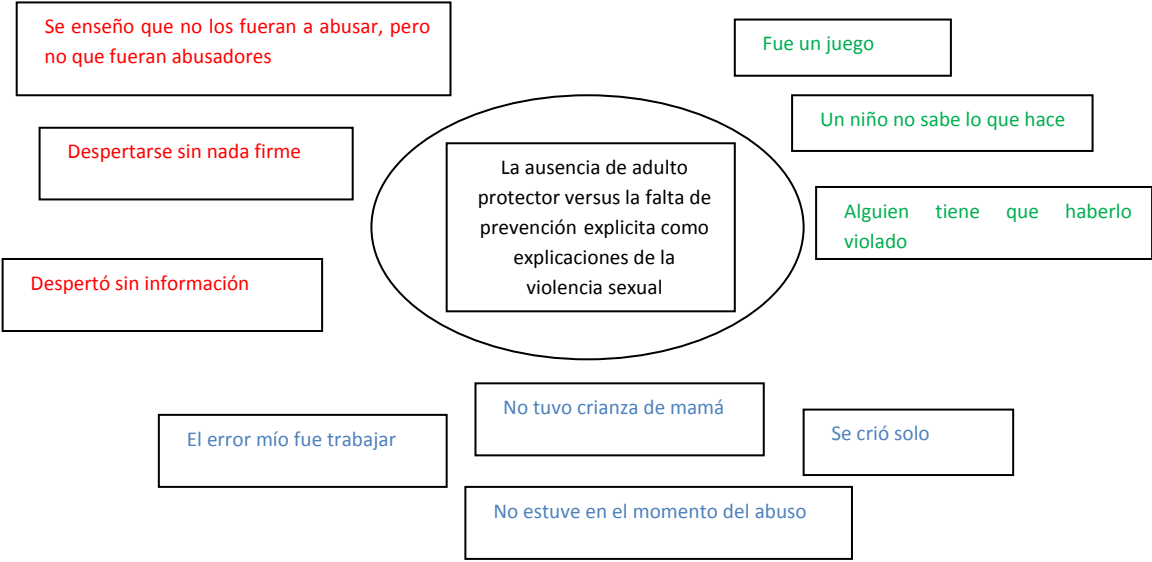 Se enseño que no los fueran a abusar, pero
no que fueran abusadores
Fue un juego
Un niño no sabe lo que hace
Despertarse sin nada firme
La ausencia de adulto
protector versus la falta de
prevención explicita como
explicaciones de la
violencia sexual
Alguien tiene que haberlo
violado
Despertó sin información
No tuvo crianza de mamá
El error mío fue trabajar
Se crió solo
No estuve en el momento del abuso